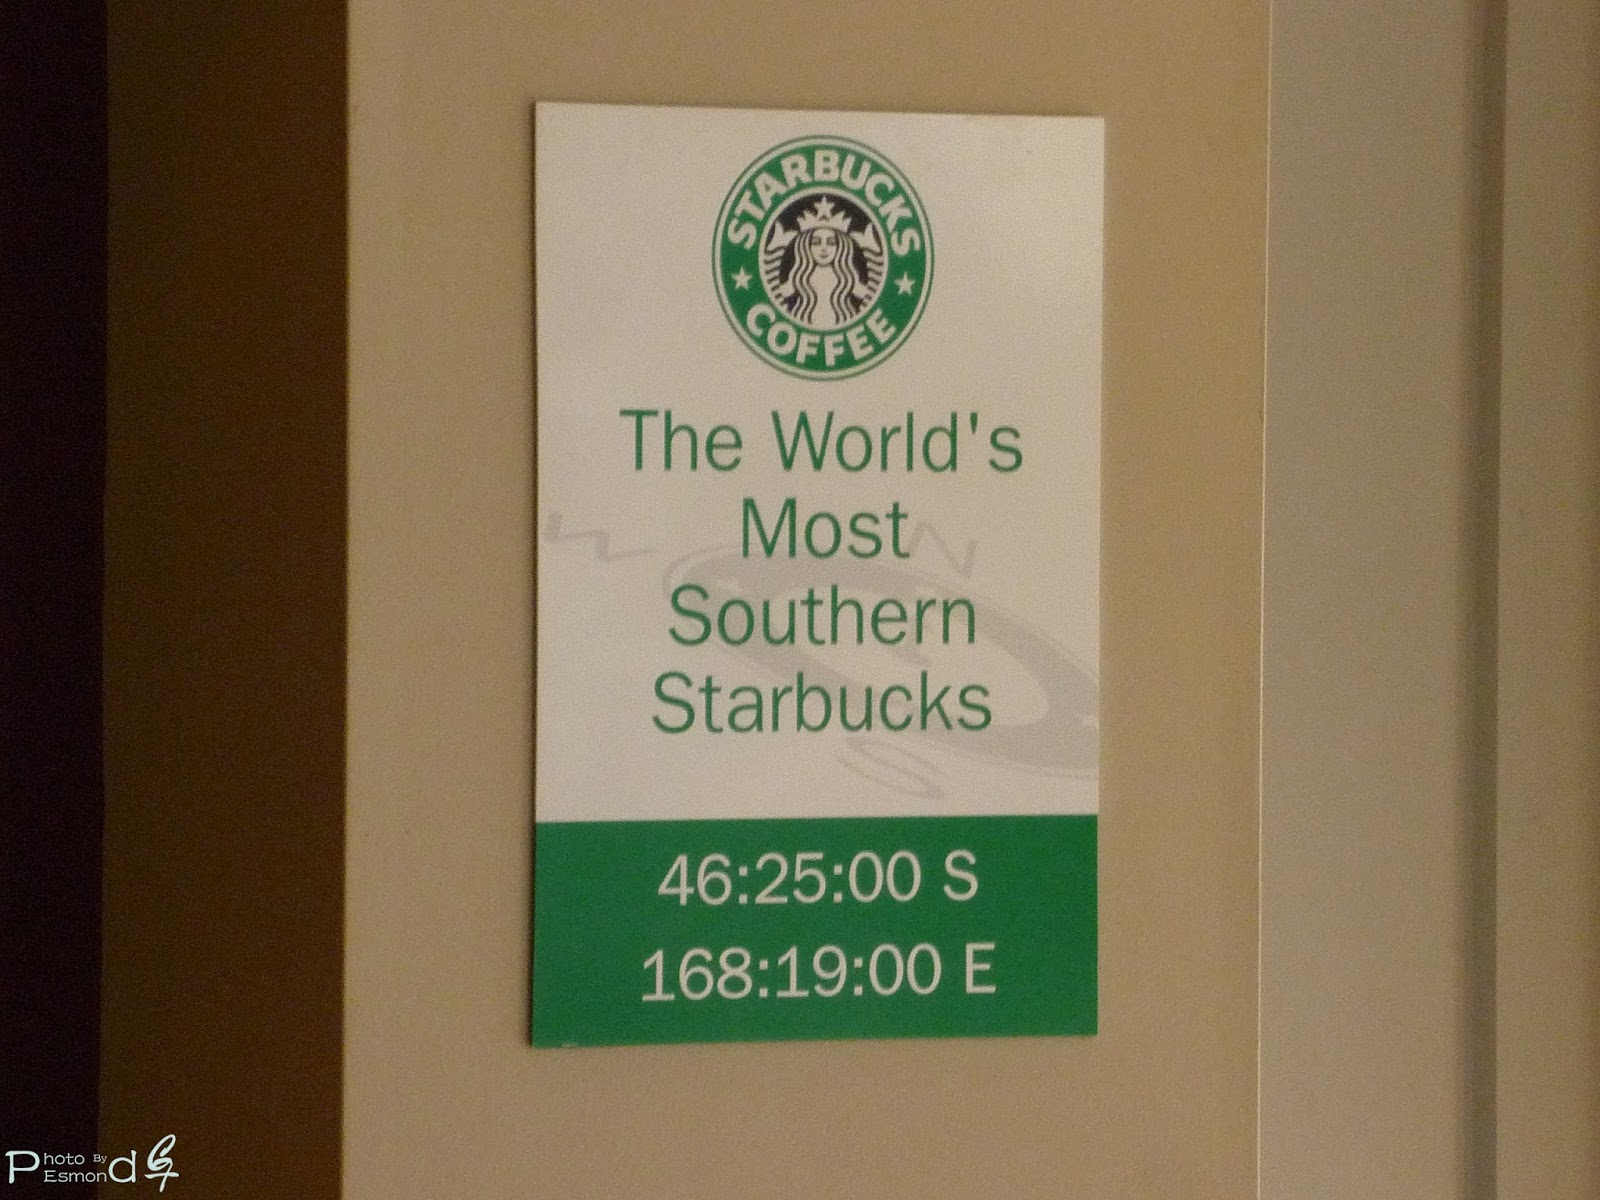 STARBUCKS
COFFEE
The World's
Most
Southern
Starbucks
W
N
S
46:25:00 S
168:19:00 E
Photo By
Esmond